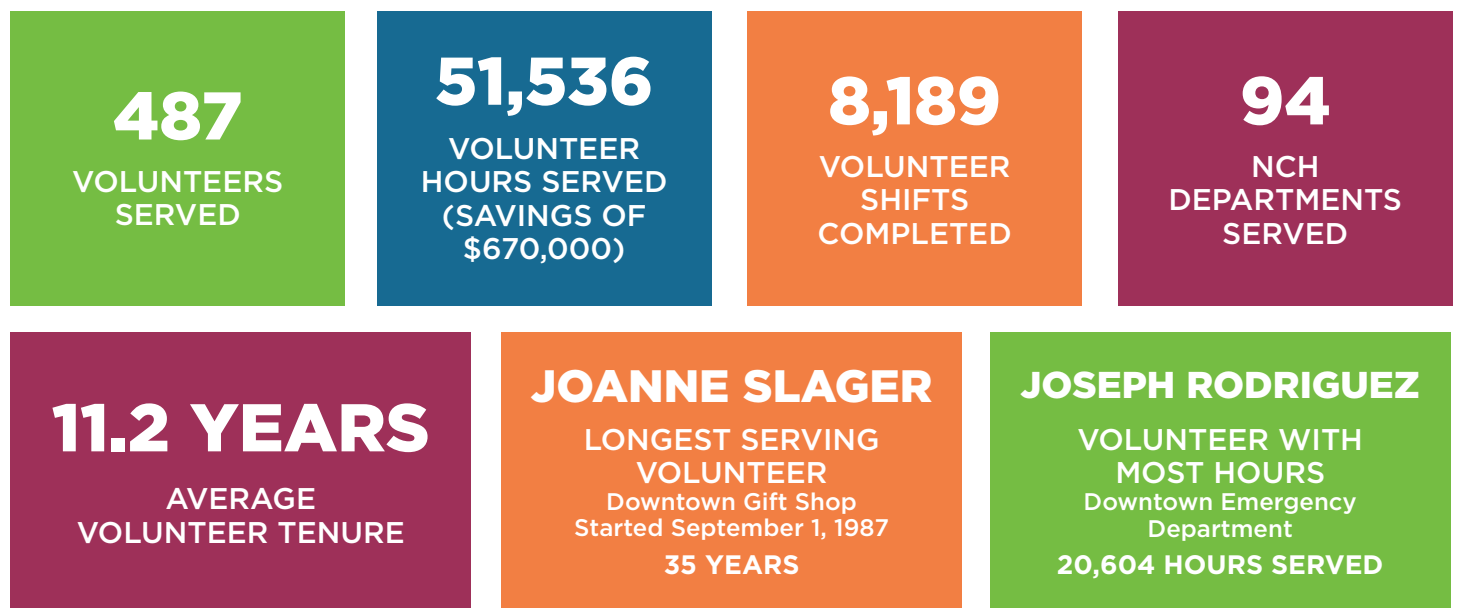 487
VOLUNTEERS
SERVED
51,536
VOLUNTEER
HOURS SERVED
(SAVINGS OF
$670,000)
8,189
VOLUNTEER
SHIFTS
COMPLETED
94
NCH
DEPARTMENTS
SERVED
11.2 YEARS
AVERAGE
VOLUNTEER TENURE
JOANNE SLAGER
LONGEST SERVING
VOLUNTEER
Downtown Gift Shop
Started September 1, 1987
35 YEARS
JOSEPH RODRIGUEZ
VOLUNTEER WITH
MOST HOURS
Downtown Emergency
Department
20,604 HOURS SERVED